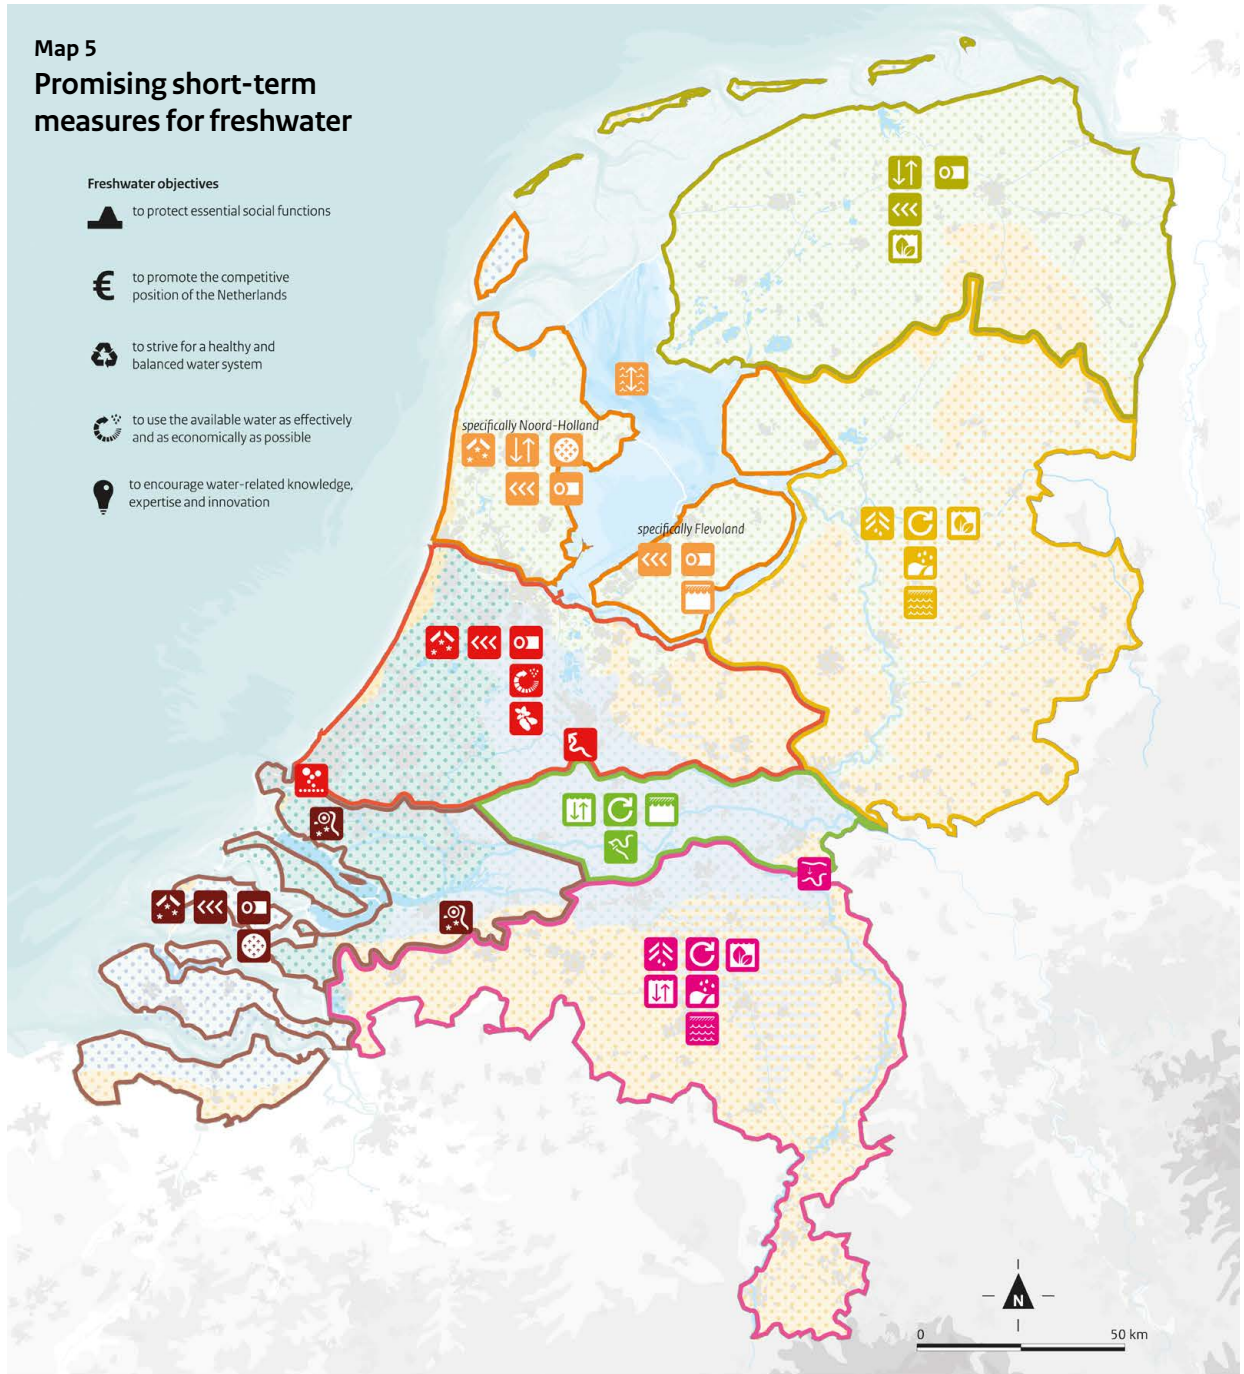 Map 5
Promising short-term
measures for freshwater
Freshwater objectives
to protect essential social functions
€
to promote the competitive
position of the Netherlands
to strive for a healthy and
balanced water system
to use the available water as effectively
and as economically as possible
to encourage water-related knowledge,
expertise and innovation
specifically Noord-Holland
specifically Flevoland
N
0
50 km